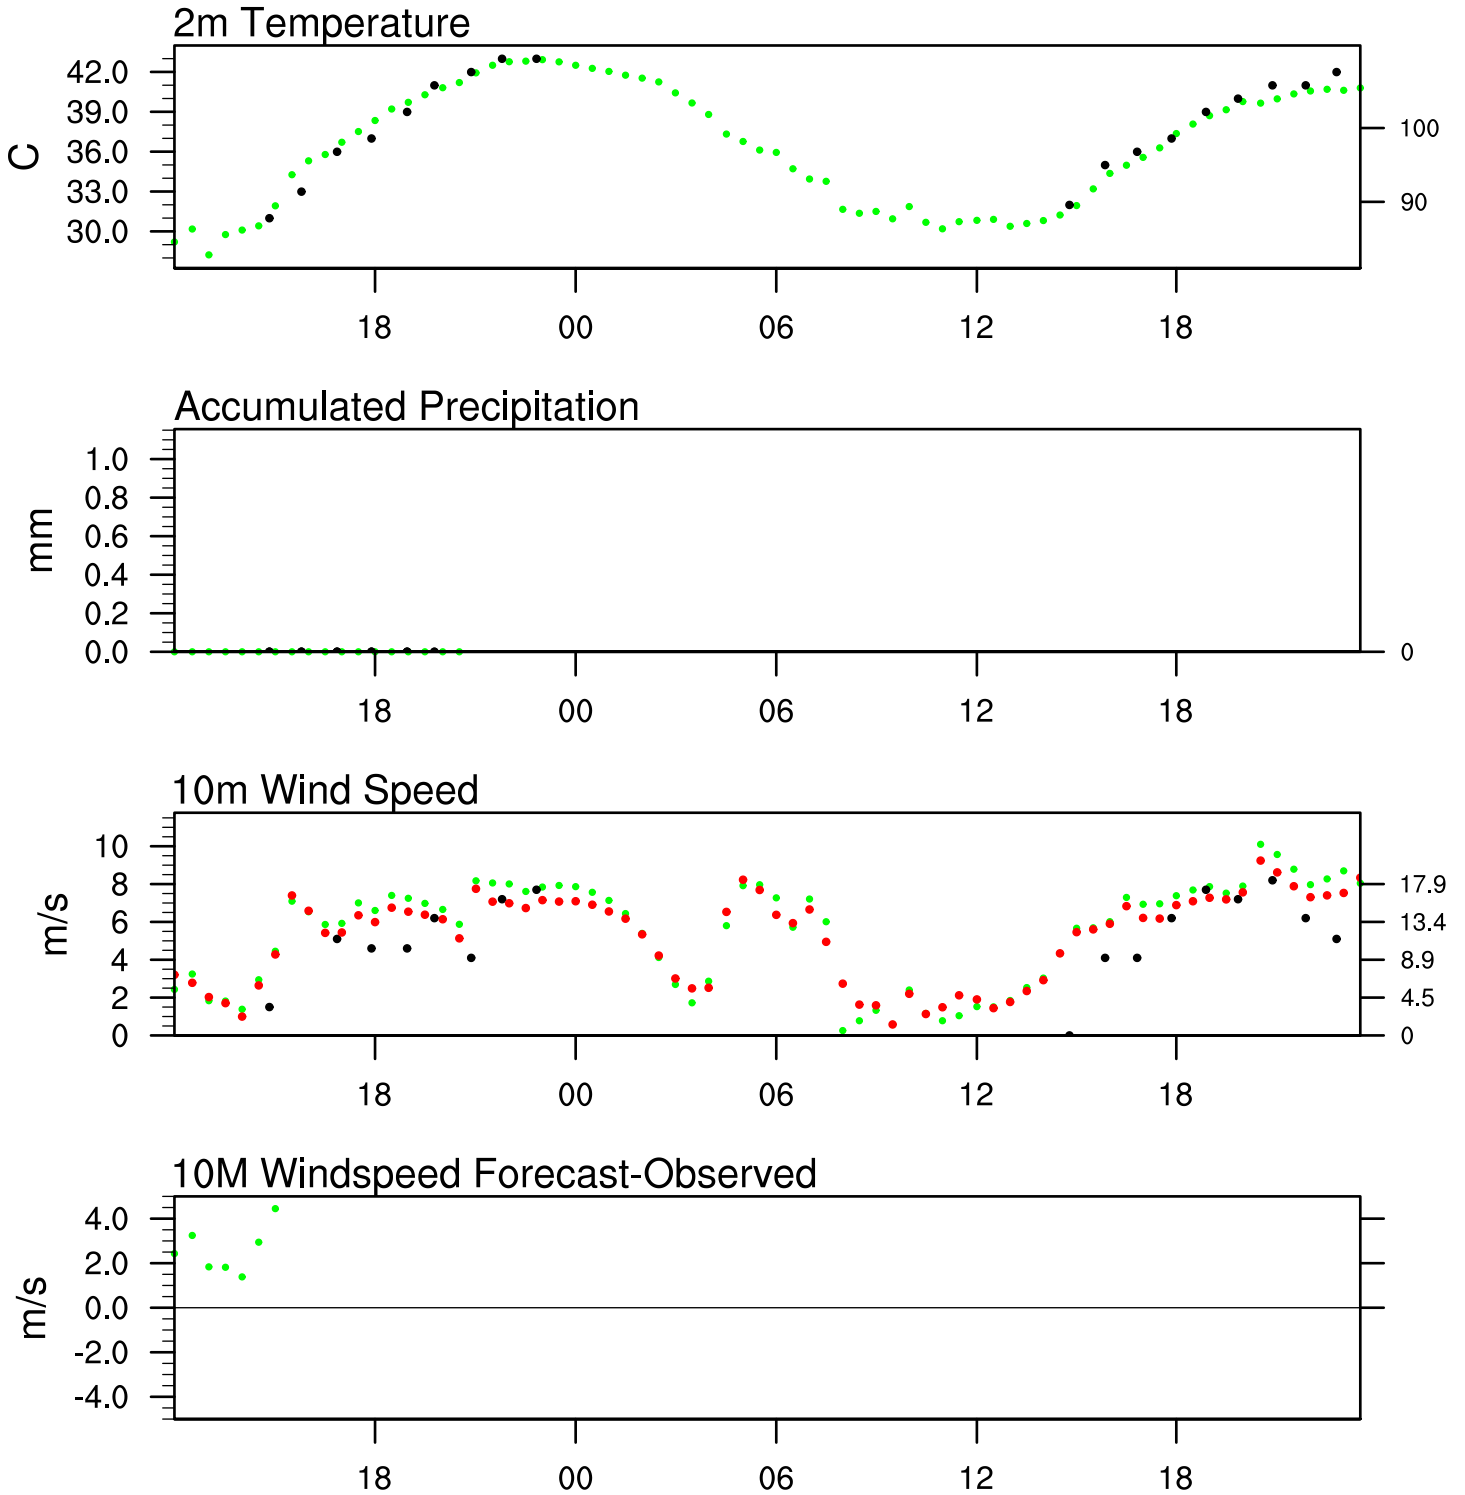 2m Temperature
42.0
39.0
36.0
33.0
30.0
C
100
90
18 00 06 12 18
Accumulated Precipitation
1.0
0.8
0.6
0.4
0.2
0.0
mm
0
18 00 06 12 18
10m Wind Speed
10
8
6
4
2
0
m/s
17.9
13.4
8.9
4.5
0
18 00 06 12 18
10M Windspeed Forecast-Observed
4.0
2.0
0.0
-2.0
-4.0
m/s
18 00 06 12 18